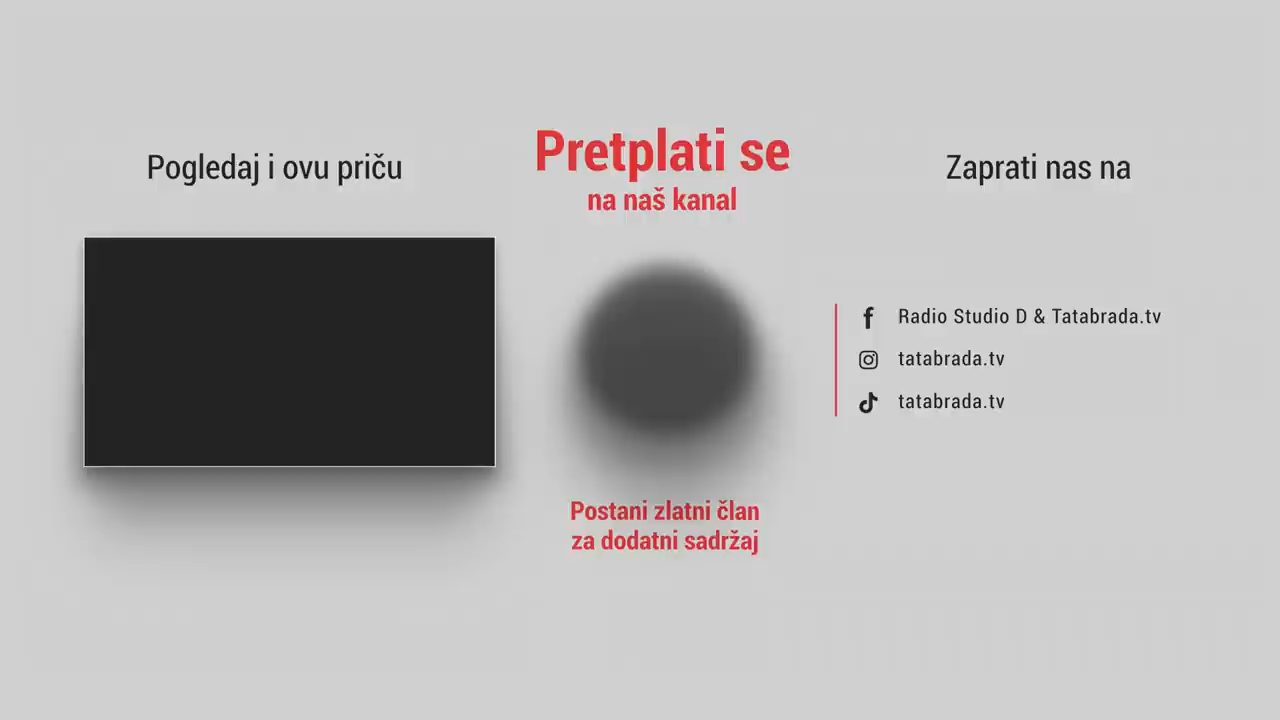 Pogledaj i ovu priču
Pretplati se
na naš kanal
Postani zlatni član
za dodatni sadržaj
Zaprati nas na
Radio Studio D & Tatabrada.tv
tatabrada.tv
tatabrada.tv